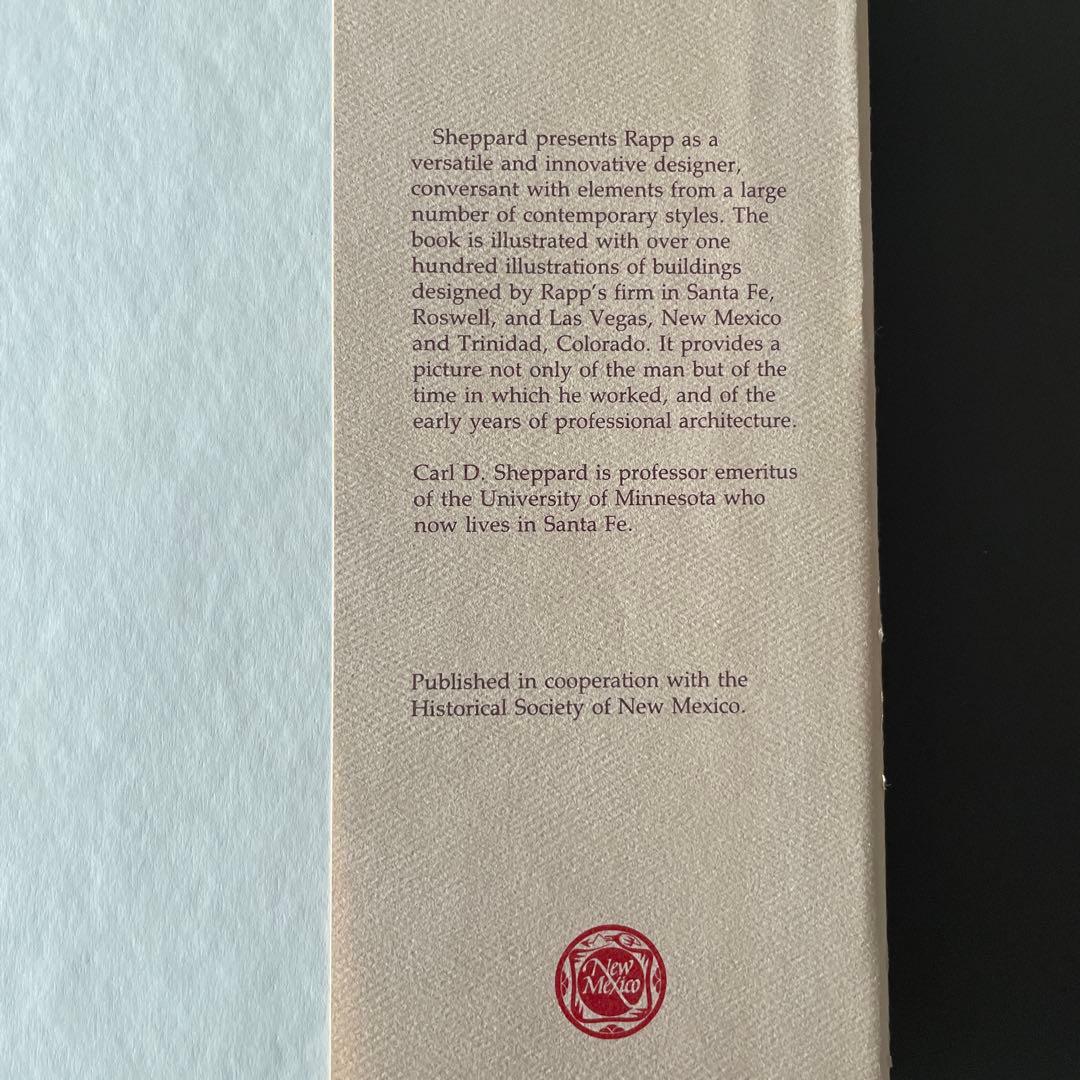 Sheppard presents Rapp as a
versatile and innovative designer,
conversant with elements from a large
number of contemporary styles. The
book is illustrated with over one
hundred illustrations of buildings
designed by Rapp's firm in Santa Fe,
Roswell, and Las Vegas, New Mexico
and Trinidad, Colorado. It provides a
picture not only of the man but of the
time in which he worked, and of the
early years of professional architecture.
Carl D. Sheppard is professor emeritus
of the University of Minnesota who
now lives in Santa Fe.
Published in cooperation with the
Historical Society of New Mexico.
New
Mexico